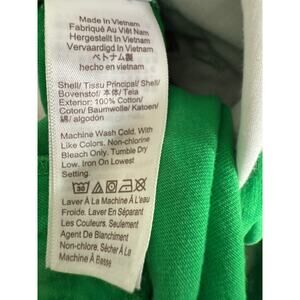 Made In Vietnam
Fabriqué Au Viêt Nam
Hergestellt In Vietnam
Vervaardigd In Vietnam
ベトナム製
hecho en vietnam
Shell/ Tissu Principal/ Shell/
Bovenstof/ 本体/ Tela
Exterior: 100% Cotton/
Coton/ Baumwolle/ Katoen/
綿/ algodón
Machine Wash Cold. With
Like Colors. Non-chlorine
Bleach Only. Tumble Dry
Low. Iron On Lowest
Setting.
Laver À La Machine À L'eau
Froide. Laver En Séparant
Les Couleurs. Seulement
Agent De Blanchiment
Non-chlore. Sécher À La
Machine À Basse